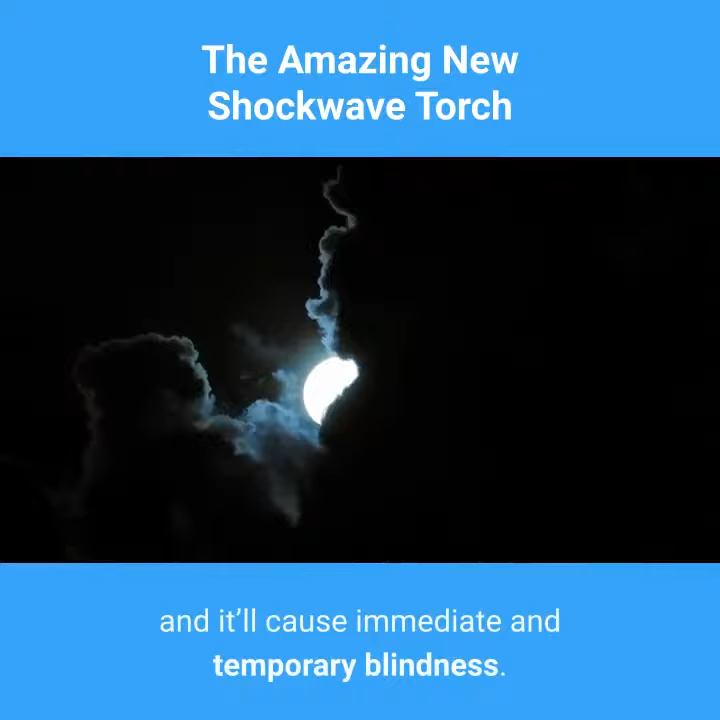 The Amazing New
Shockwave Torch
and it’ll cause immediate and
temporary blindness.